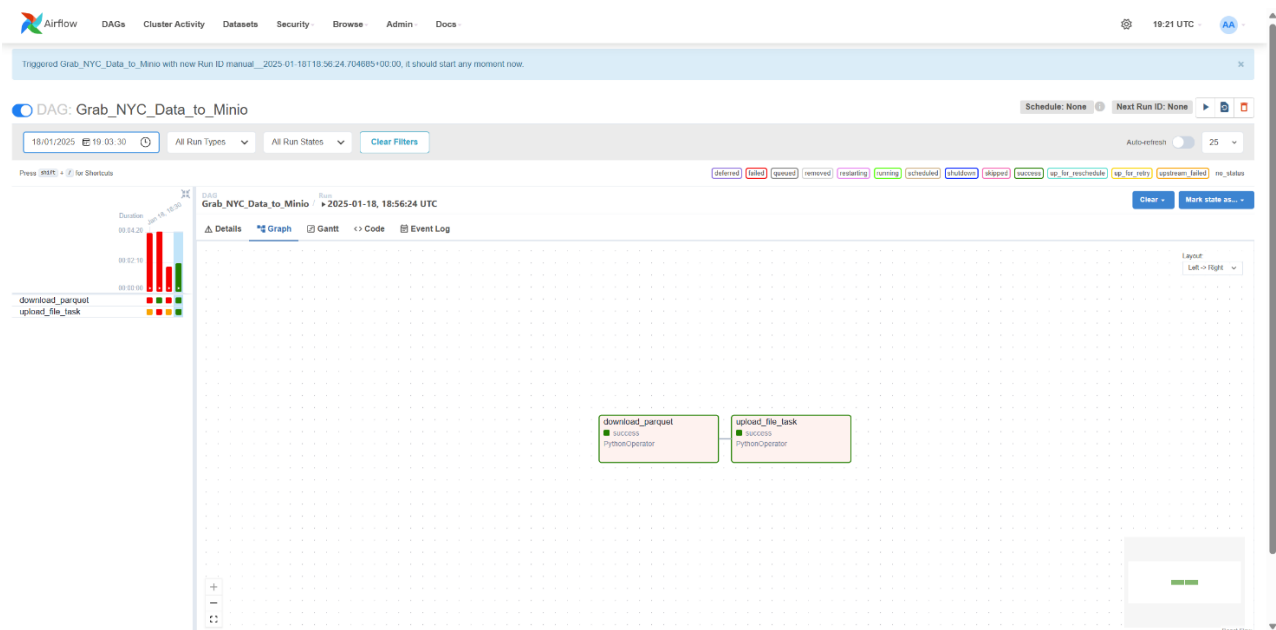 Airflow DAGs Cluster Activity Datasets Security Browse Admin Docs 19:21 UTC AA
Triggered Grab_NYC_Data_to_Minio with new Run ID manual__2025-01-18T18:56:24.704685+00:00, it should start any moment now. ×
DAG: Grab_NYC_Data_to_Minio Schedule: None Next Run ID: None
18/01/2025 19:03:30 All Run Types All Run States Clear Filters Auto-refresh 25
Press shift + / for Shortcuts deferred failed queued removed restarting running scheduled shutdown skipped success up_for_reschedule up_for_retry upstream_failed no_status
DAG Run
Grab_NYC_Data_to_Minio / 2025-01-18, 18:56:24 UTC Clear Mark state as...
Jan 18, 18:30
Duration
00:04:20
00:02:10
00:00:00
download_parquet
upload_file_task
Details Graph Gantt Code Event Log
Layout:
Left -> Right
download_parquet
success
PythonOperator
upload_file_task
success
PythonOperator